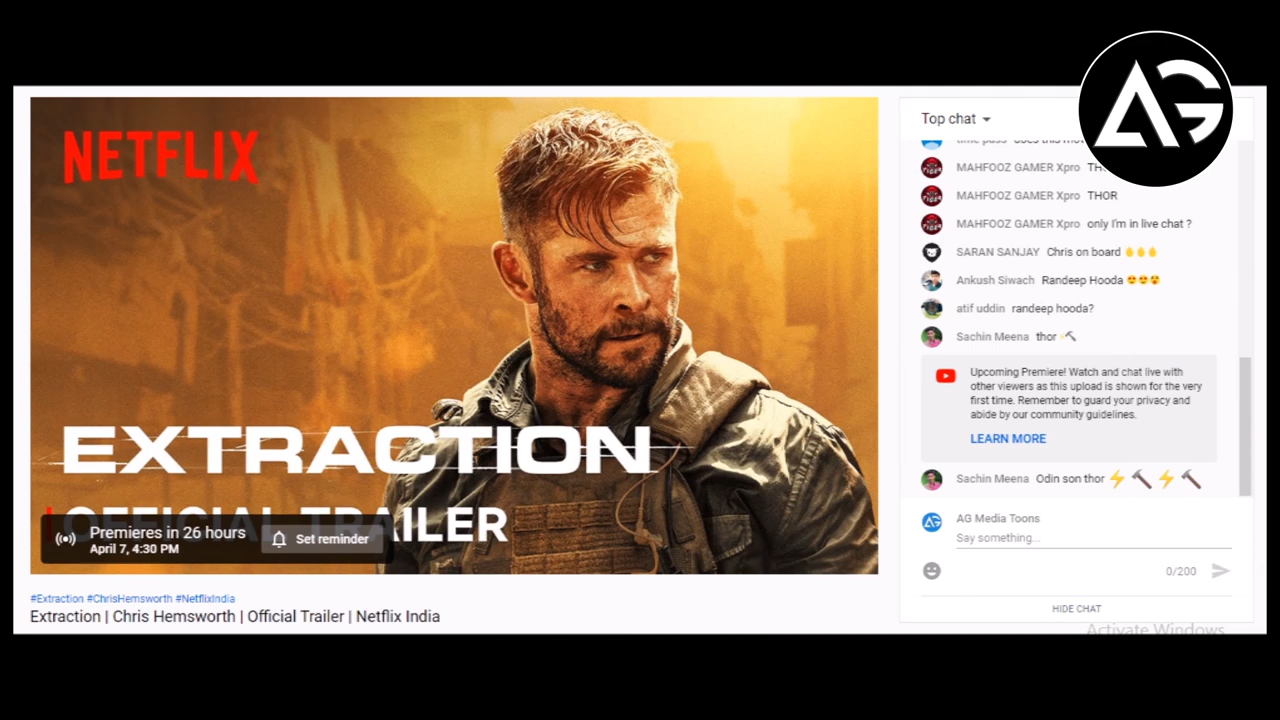 NETFLIX
EXTRACTION
OFFICIAL TRAILER
Premieres in 26 hours
April 7, 4:30 PM
Set reminder
#Extraction #ChrisHemsworth #NetflixIndia
Extraction | Chris Hemsworth | Official Trailer | Netflix India
AG
Top chat
MAHFOOZ GAMER Xpro
MAHFOOZ GAMER Xpro THOR
MAHFOOZ GAMER Xpro only I'm in live chat ?
SARAN SANJAY Chris on board
Ankush Siwach Randeep Hooda
atif uddin randeep hooda?
Sachin Meena thor
Upcoming Premiere! Watch and chat live with
other viewers as this upload is shown for the very
first time. Remember to guard your privacy and
abide by our community guidelines.
LEARN MORE
Sachin Meena Odin son thor
AG Media Toons
Say something...
0/200
HIDE CHAT
Activate Windows